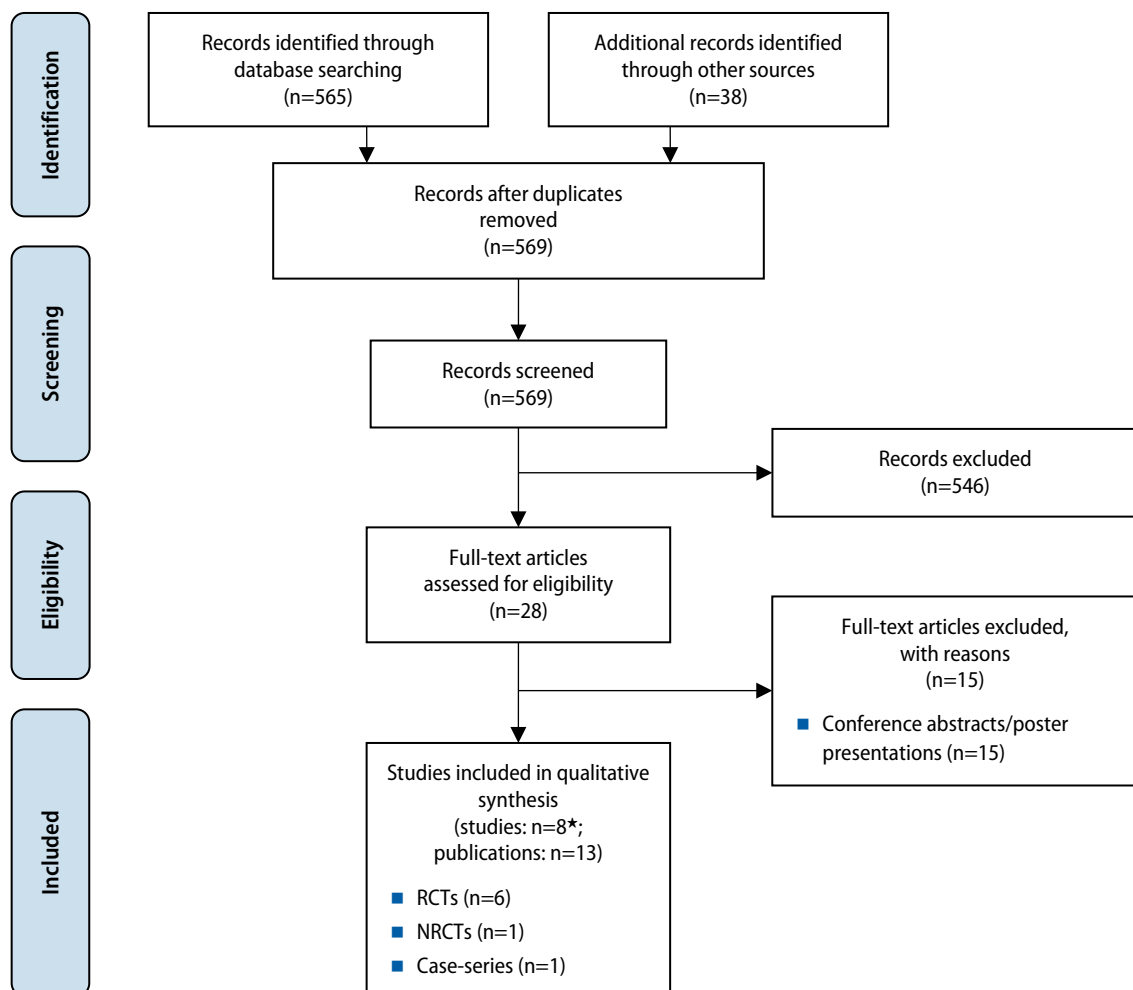 Identification
Records identified through
database searching
(n=565)
Additional records identified
through other sources
(n=38)
Records after duplicates
removed
(n=569)
Screening
Records screened
(n=569)
Records excluded
(n=546)
Eligibility
Full-text articles
assessed for eligibility
(n=28)
Full-text articles excluded,
with reasons
(n=15)
■ Conference abstracts/poster
presentations (n=15)
Included
Studies included in qualitative
synthesis
(studies: n=8★;
publications: n=13)
■ RCTs (n=6)
■ NRCTs (n=1)
■ Case-series (n=1)